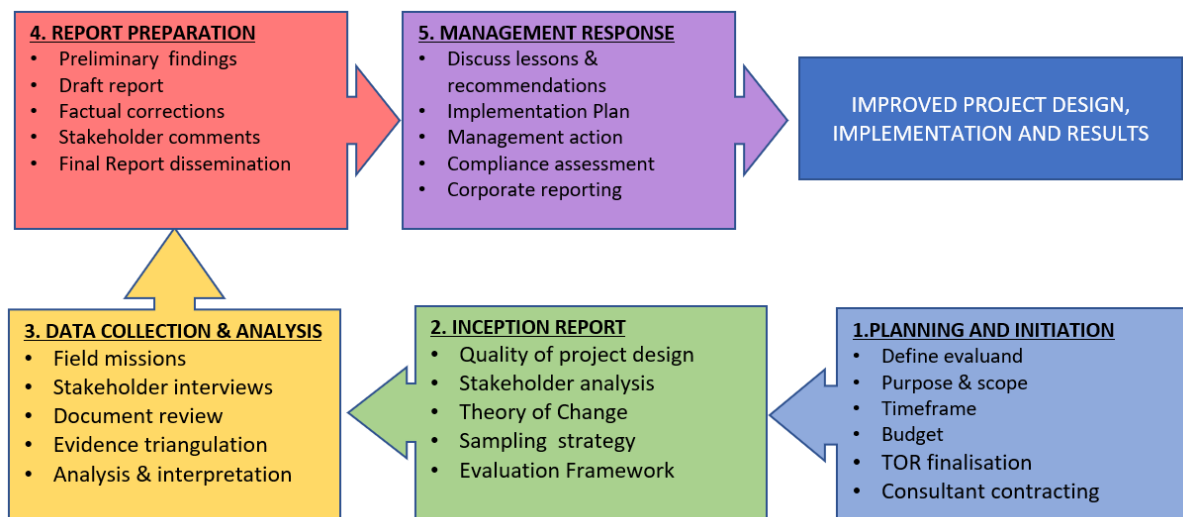 4. REPORT PREPARATION
• Preliminary findings
• Draft report
• Factual corrections
• Stakeholder comments
• Final Report dissemination
5. MANAGEMENT RESPONSE
• Discuss lessons &
recommendations
• Implementation Plan
• Management action
• Compliance assessment
• Corporate reporting
IMPROVED PROJECT DESIGN,
IMPLEMENTATION AND RESULTS
3. DATA COLLECTION & ANALYSIS
• Field missions
• Stakeholder interviews
• Document review
• Evidence triangulation
• Analysis & interpretation
2. INCEPTION REPORT
• Quality of project design
• Stakeholder analysis
• Theory of Change
• Sampling strategy
• Evaluation Framework
1.PLANNING AND INITIATION
• Define evaluand
• Purpose & scope
• Timeframe
• Budget
• TOR finalisation
• Consultant contracting